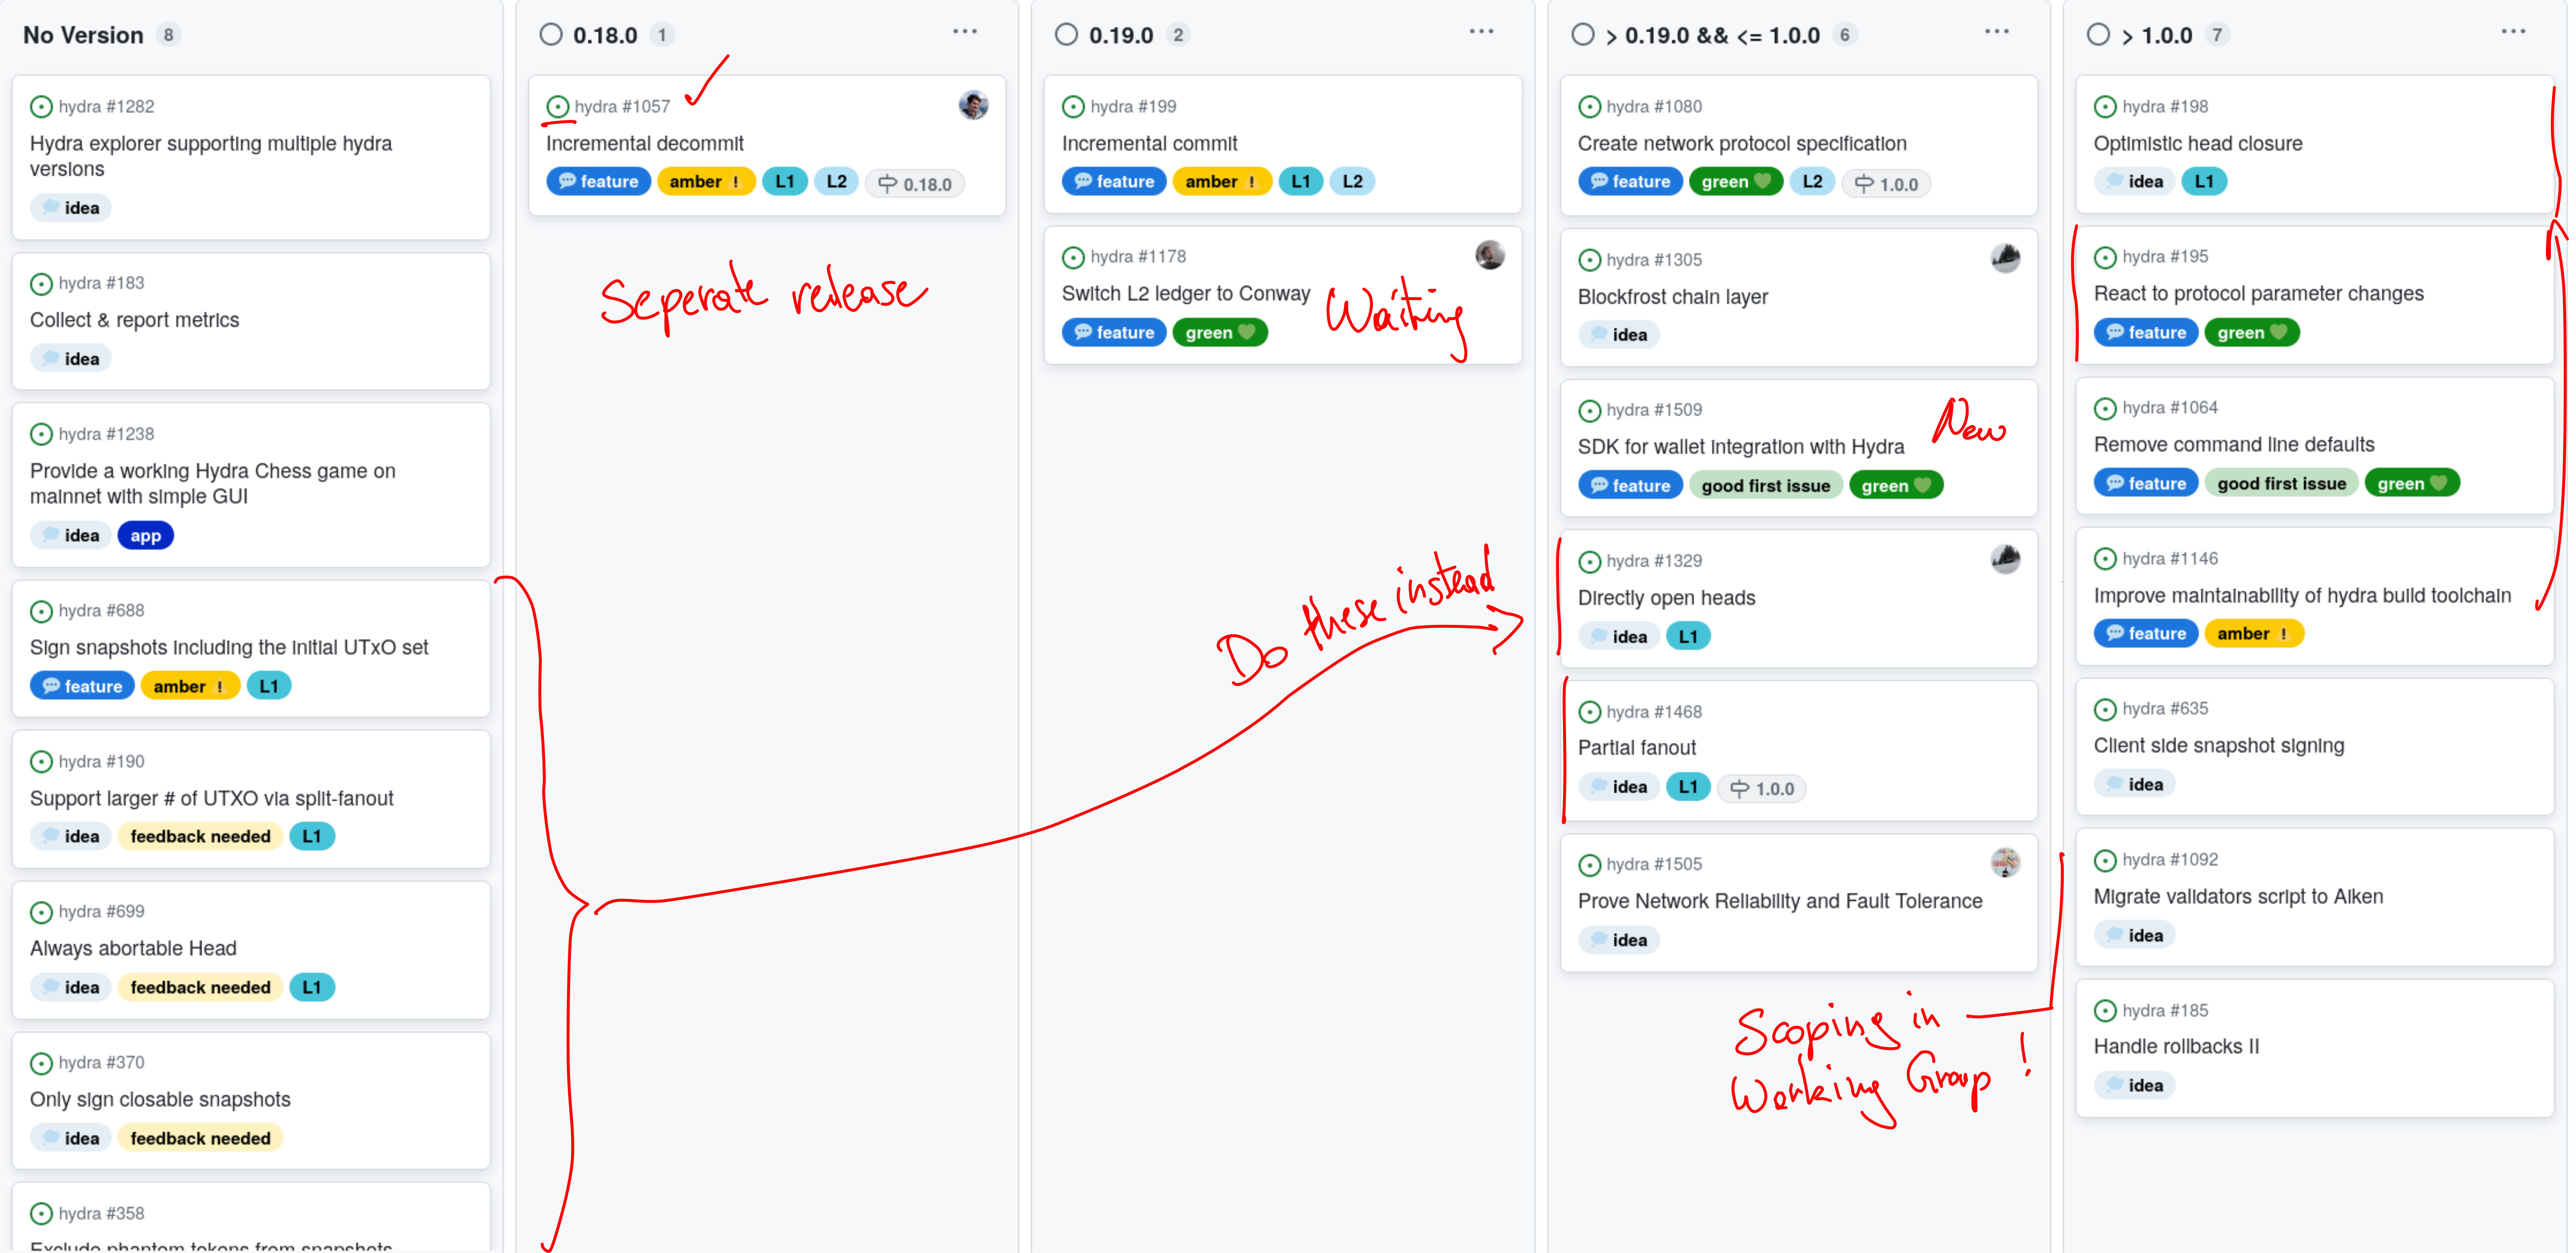 No Version 8
hydra #1282
Hydra explorer supporting multiple hydra
versions
idea
hydra #183
Collect & report metrics
idea
hydra #1238
Provide a working Hydra Chess game on
mainnet with simple GUI
idea app
hydra #688
Sign snapshots including the initial UTxO set
feature amber L1
hydra #190
Support larger # of UTXO via split-fanout
idea feedback needed L1
hydra #699
Always abortable Head
idea feedback needed L1
hydra #370
Only sign closable snapshots
idea feedback needed
hydra #358
Exclude phantom tokens from snapshots
0.18.0 1
hydra #1057
Incremental decommit
feature amber L1 L2 0.18.0
Seperate release
0.19.0 2
hydra #199
Incremental commit
feature amber L1 L2
hydra #1178
Switch L2 ledger to Conway
feature green
Waiting
Do these instead
> 0.19.0 && <= 1.0.0 6
hydra #1080
Create network protocol specification
feature green L2 1.0.0
hydra #1305
Blockfrost chain layer
idea
hydra #1509
SDK for wallet integration with Hydra
New
feature good first issue green
hydra #1329
Directly open heads
idea L1
hydra #1468
Partial fanout
idea L1 1.0.0
hydra #1505
Prove Network Reliability and Fault Tolerance
idea
Scoping in
Working Group !
> 1.0.0 7
hydra #198
Optimistic head closure
idea L1
hydra #195
React to protocol parameter changes
feature green
hydra #1064
Remove command line defaults
feature good first issue green
hydra #1146
Improve maintainability of hydra build toolchain
feature amber
hydra #635
Client side snapshot signing
idea
hydra #1092
Migrate validators script to Aiken
idea
hydra #185
Handle rollbacks II
idea